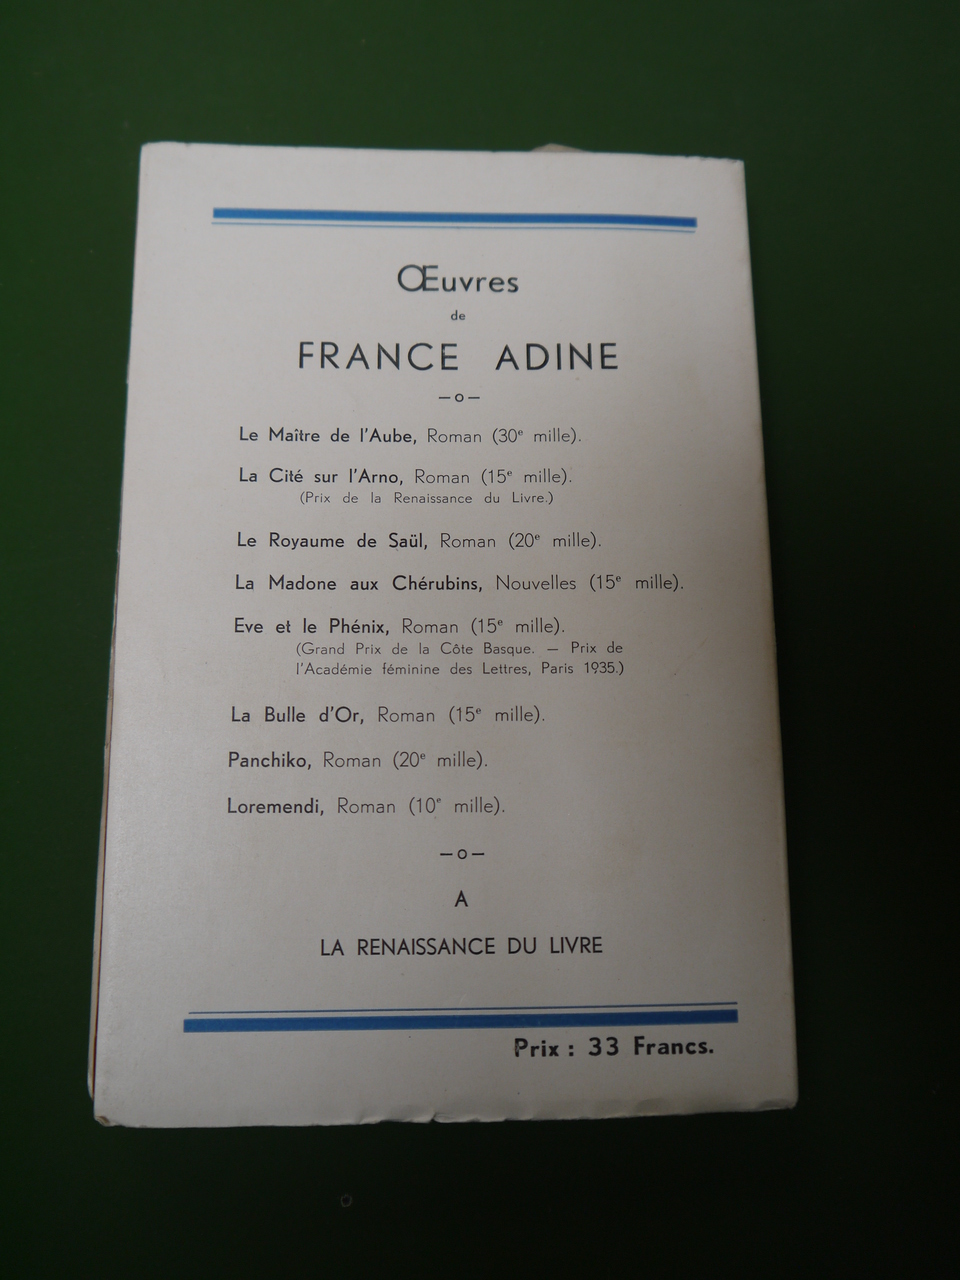 Œuvres
de
FRANCE ADINE
—o—
Le Maître de l'Aube, Roman (30e mille).
La Cité sur l'Arno, Roman (15e mille).
(Prix de la Renaissance du Livre.)
Le Royaume de Saül, Roman (20e mille).
La Madone aux Chérubins, Nouvelles (15e mille).
Eve et le Phénix, Roman (15e mille).
(Grand Prix de la Côte Basque. — Prix de
l'Académie féminine des Lettres, Paris 1935.)
La Bulle d'Or, Roman (15e mille).
Panchiko, Roman (20e mille).
Loremendi, Roman (10e mille).
—o—
A
LA RENAISSANCE DU LIVRE
Prix : 33 Francs.